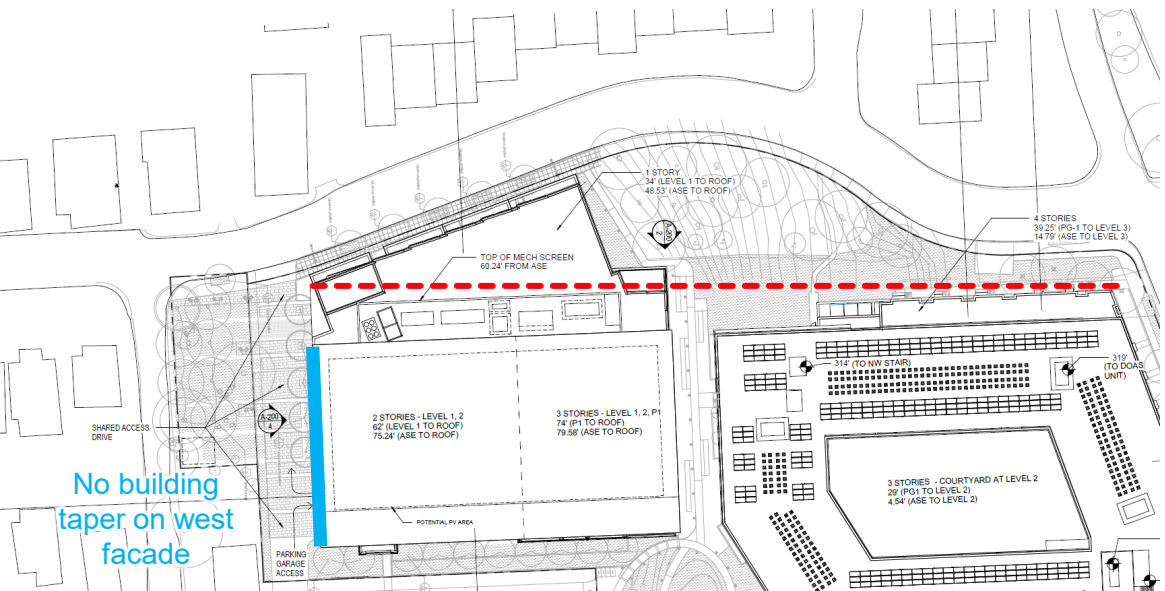 1 STORY
34' (LEVEL 1 TO ROOF)
48.53' (ASE TO ROOF)
A-300
2
4 STORIES
39.25' (PG-1 TO LEVEL 3)
14.79' (ASE TO LEVEL 3)
TOP OF MECH SCREEN
60.24' FROM ASE
314' (TO NW STAIR)
319'
(TO DOAS
UNIT)
2 STORIES - LEVEL 1, 2
62' (LEVEL 1 TO ROOF)
75.24' (ASE TO ROOF)
3 STORIES - LEVEL 1, 2, P1
74' (P1 TO ROOF)
79.58' (ASE TO ROOF)
A-200
4
SHARED ACCESS
DRIVE
No building
taper on west
facade
3 STORIES - COURTYARD AT LEVEL 2
29' (PG1 TO LEVEL 2)
4.54' (ASE TO LEVEL 2)
POTENTIAL PV AREA
PARKING
GARAGE
ACCESS